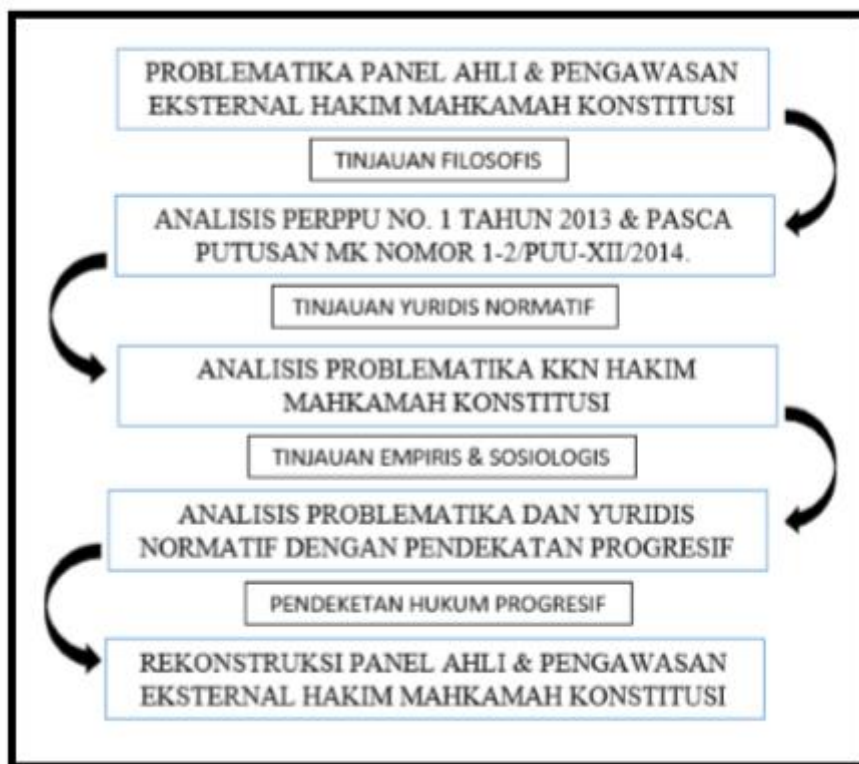 PROBLEMATIKA PANEL AHLI & PENGAWASAN
EKSTERNAL HAKIM MAHKAMAH KONSTITUSI
TINJAUAN FILOSOFIS
ANALISIS PERPPU NO. 1 TAHUN 2013 & PASCA
PUTUSAN MK NOMOR 1-2/PUU-XII/2014.
TINJAUAN YURIDIS NORMATIF
ANALISIS PROBLEMATIKA KKN HAKIM
MAHKAMAH KONSTITUSI
TINJAUAN EMPIRIS & SOSIOLOGIS
ANALISIS PROBLEMATIKA DAN YURIDIS
NORMATIF DENGAN PENDEKATAN PROGRESIF
PENDEKETAN HUKUM PROGRESIF
REKONSTRUKSI PANEL AHLI & PENGAWASAN
EKSTERNAL HAKIM MAHKAMAH KONSTITUSI